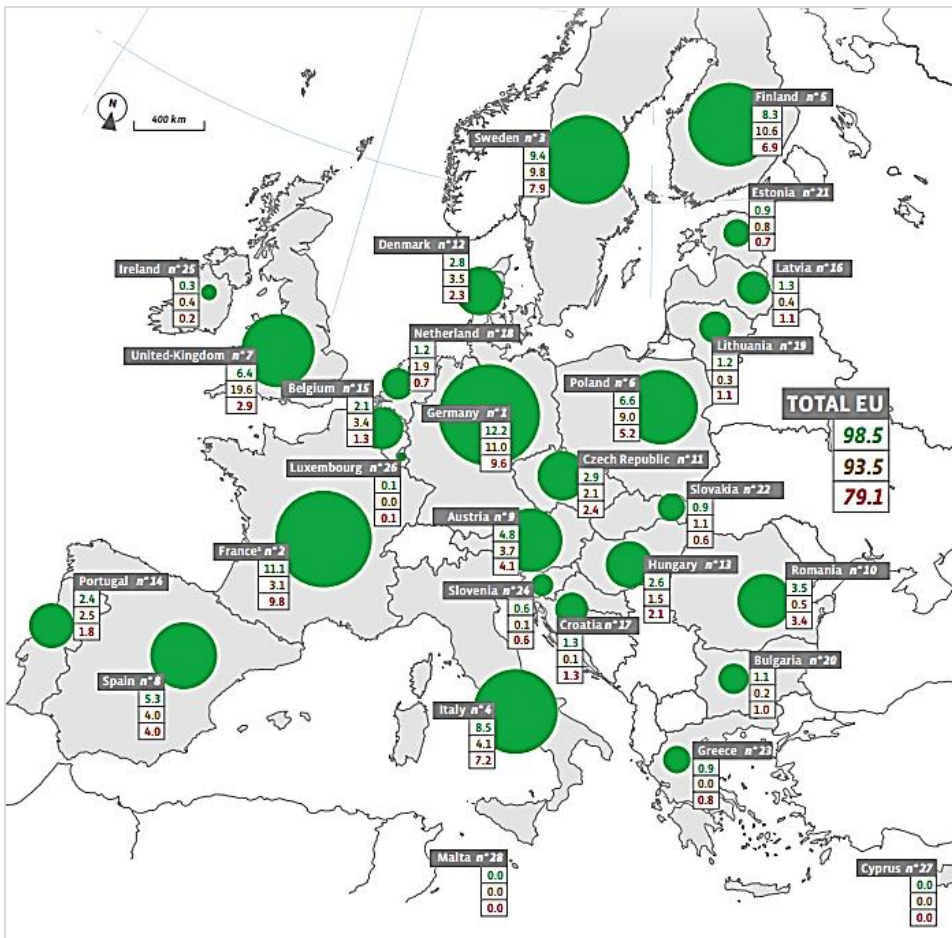 N
400 km
Finland n°5
8.3
10.6
6.9
Sweden n°3
9.4
9.8
7.9
Estonia n°21
0.9
0.8
0.7
Denmark n°12
2.8
3.5
2.3
Ireland n°25
0.3
0.4
0.2
Latvia n°16
1.3
0.4
1.1
Netherland n°18
1.2
1.9
0.7
Lithuania n°19
1.2
0.3
1.1
United-Kingdom n°7
6.4
19.6
2.9
Belgium n°15
2.1
3.4
1.3
Germany n°1
12.2
11.0
9.6
Poland n°6
6.6
9.0
5.2
TOTAL EU
98.5
93.5
79.1
Luxembourg n°26
0.1
0.0
0.1
Czech Republic n°11
2.9
2.1
2.4
Slovakia n°22
0.9
1.1
0.6
Austria n°9
4.8
3.7
4.1
France¹ n°2
11.1
3.1
9.8
Hungary n°13
2.6
1.5
2.1
Romania n°10
3.5
0.5
3.4
Portugal n°14
2.4
2.5
1.8
Slovenia n°24
0.6
0.1
0.6
Croatia n°17
1.3
0.1
1.3
Bulgaria n°20
1.1
0.2
1.0
Spain n°8
5.3
4.0
4.0
Italy n°4
8.5
4.1
7.2
Greece n°23
0.9
0.0
0.8
Malta n°28
0.0
0.0
0.0
Cyprus n°27
0.0
0.0
0.0